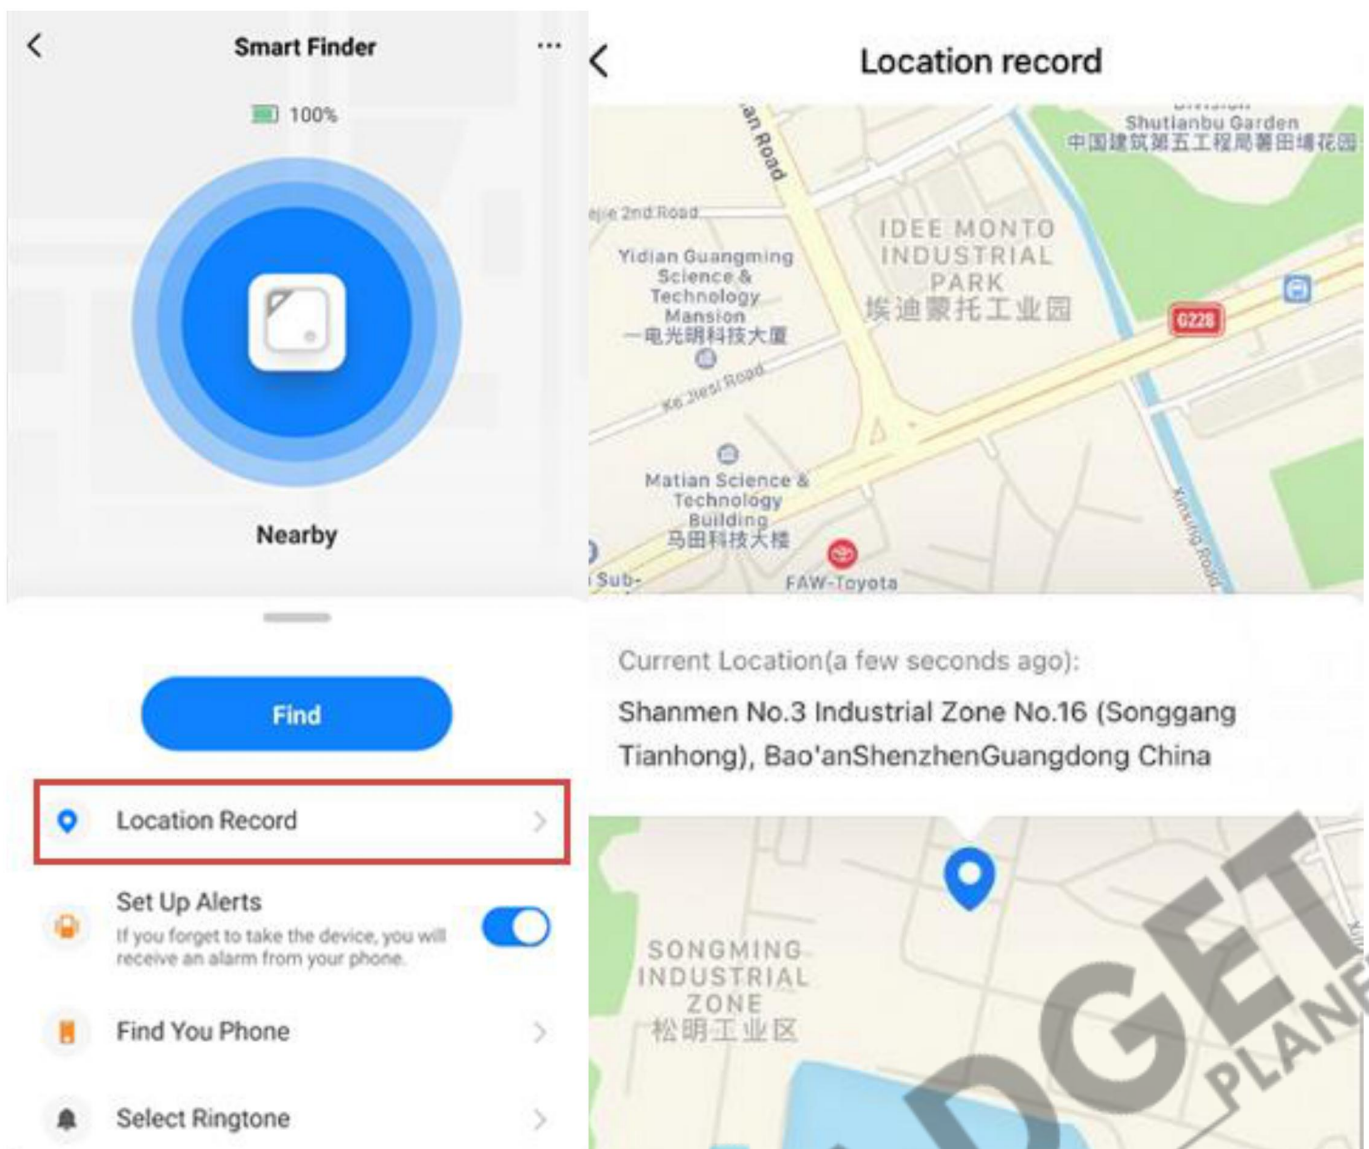 Smart Finder
100%
Nearby
Find
Location Record
Set Up Alerts
If you forget to take the device, you will
receive an alarm from your phone.
Find You Phone
Select Ringtone
Location record
Shutianbu Garden
中国建筑第五工程局薯田埔花园
an Road
ejie 2nd Road
IDEE MONTO
INDUSTRIAL
PARK
埃迪蒙托工业园
Yidian Guangming
Science &
Technology
Mansion
一电光明科技大厦
G228
Ke Jiesi Road
Matian Science &
Technology
Building
马田科技大楼
Xinxing Road
Sub-
FAW-Toyota
Current Location(a few seconds ago):
Shanmen No.3 Industrial Zone No.16 (Songgang
Tianhong), Bao'anShenzhenGuangdong China
SONGMING
INDUSTRIAL
ZONE
松明工业区
DGET
PLANE